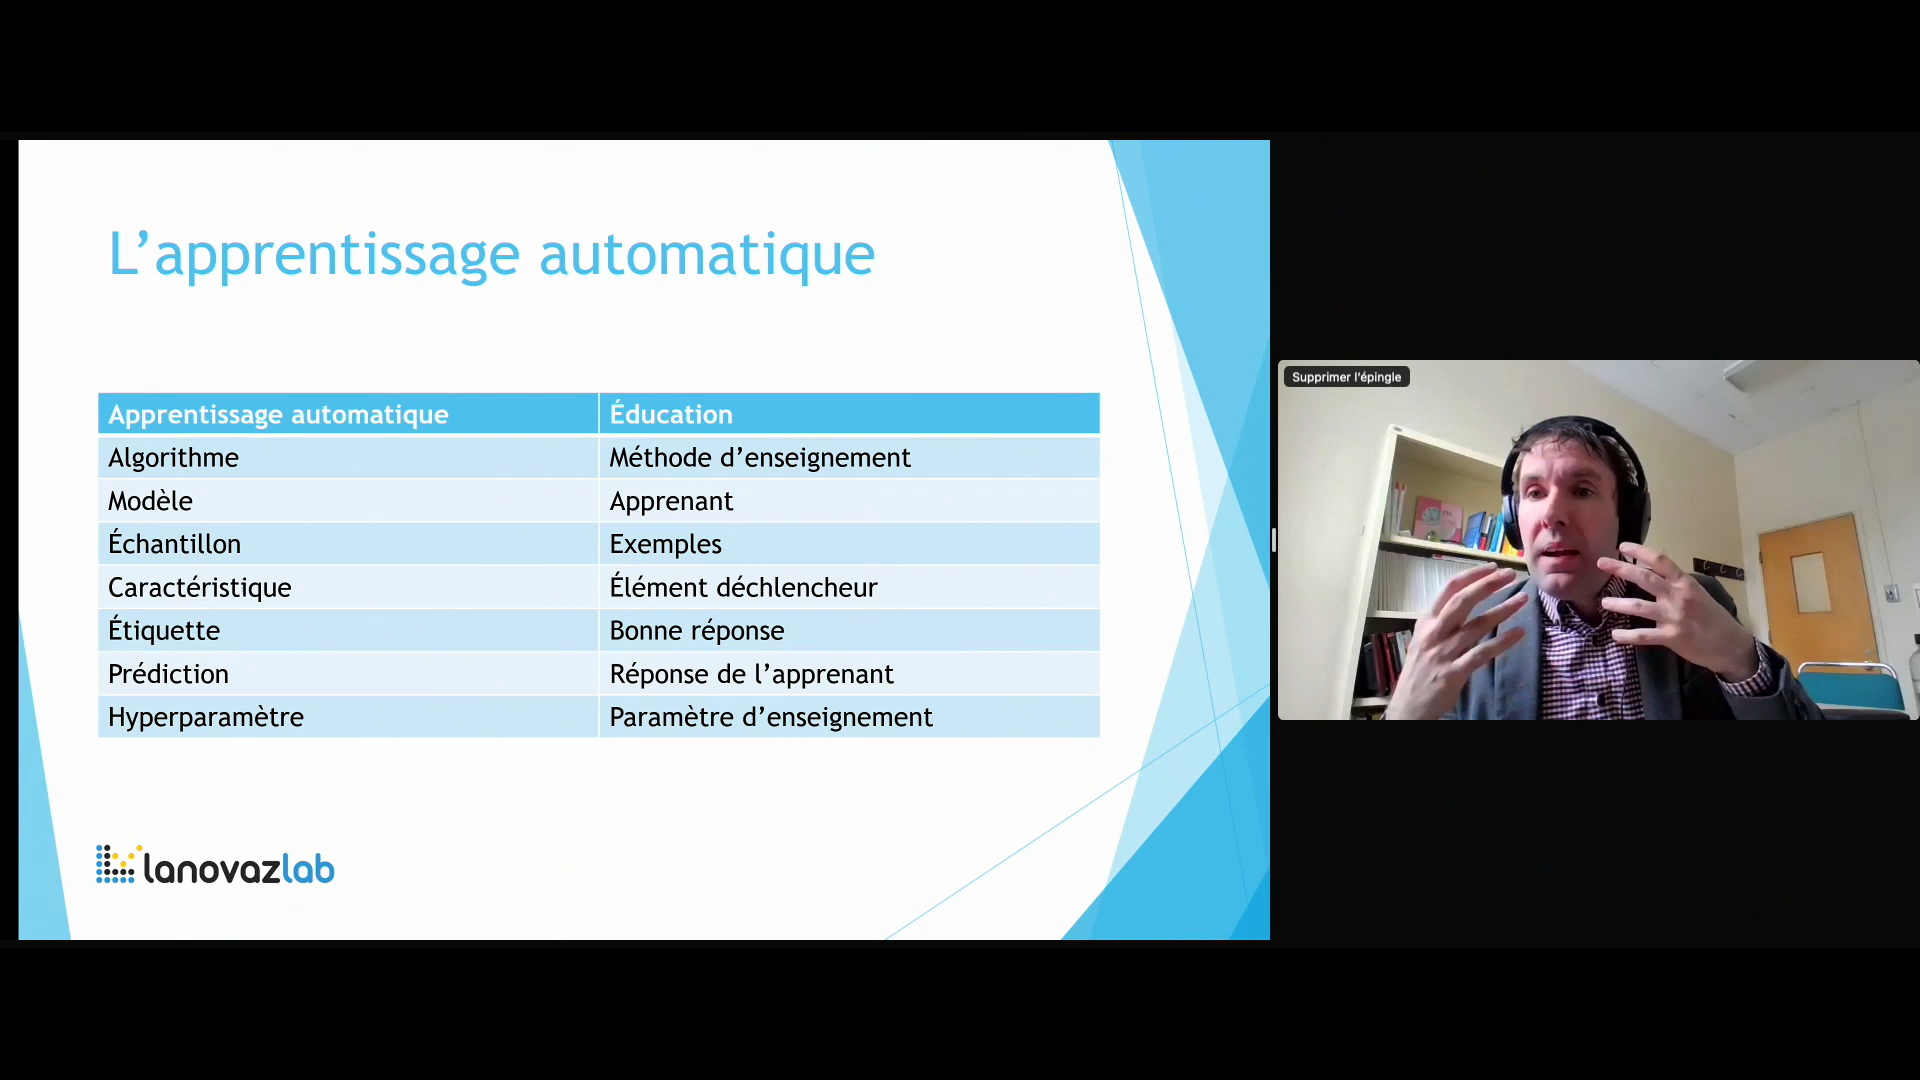 L'apprentissage automatique
Apprentissage automatique Éducation
Algorithme Méthode d'enseignement
Modèle Apprenant
Échantillon Exemples
Caractéristique Élément déchlencheur
Étiquette Bonne réponse
Prédiction Réponse de l'apprenant
Hyperparamètre Paramètre d'enseignement
lanovazlab
Supprimer l'épingle